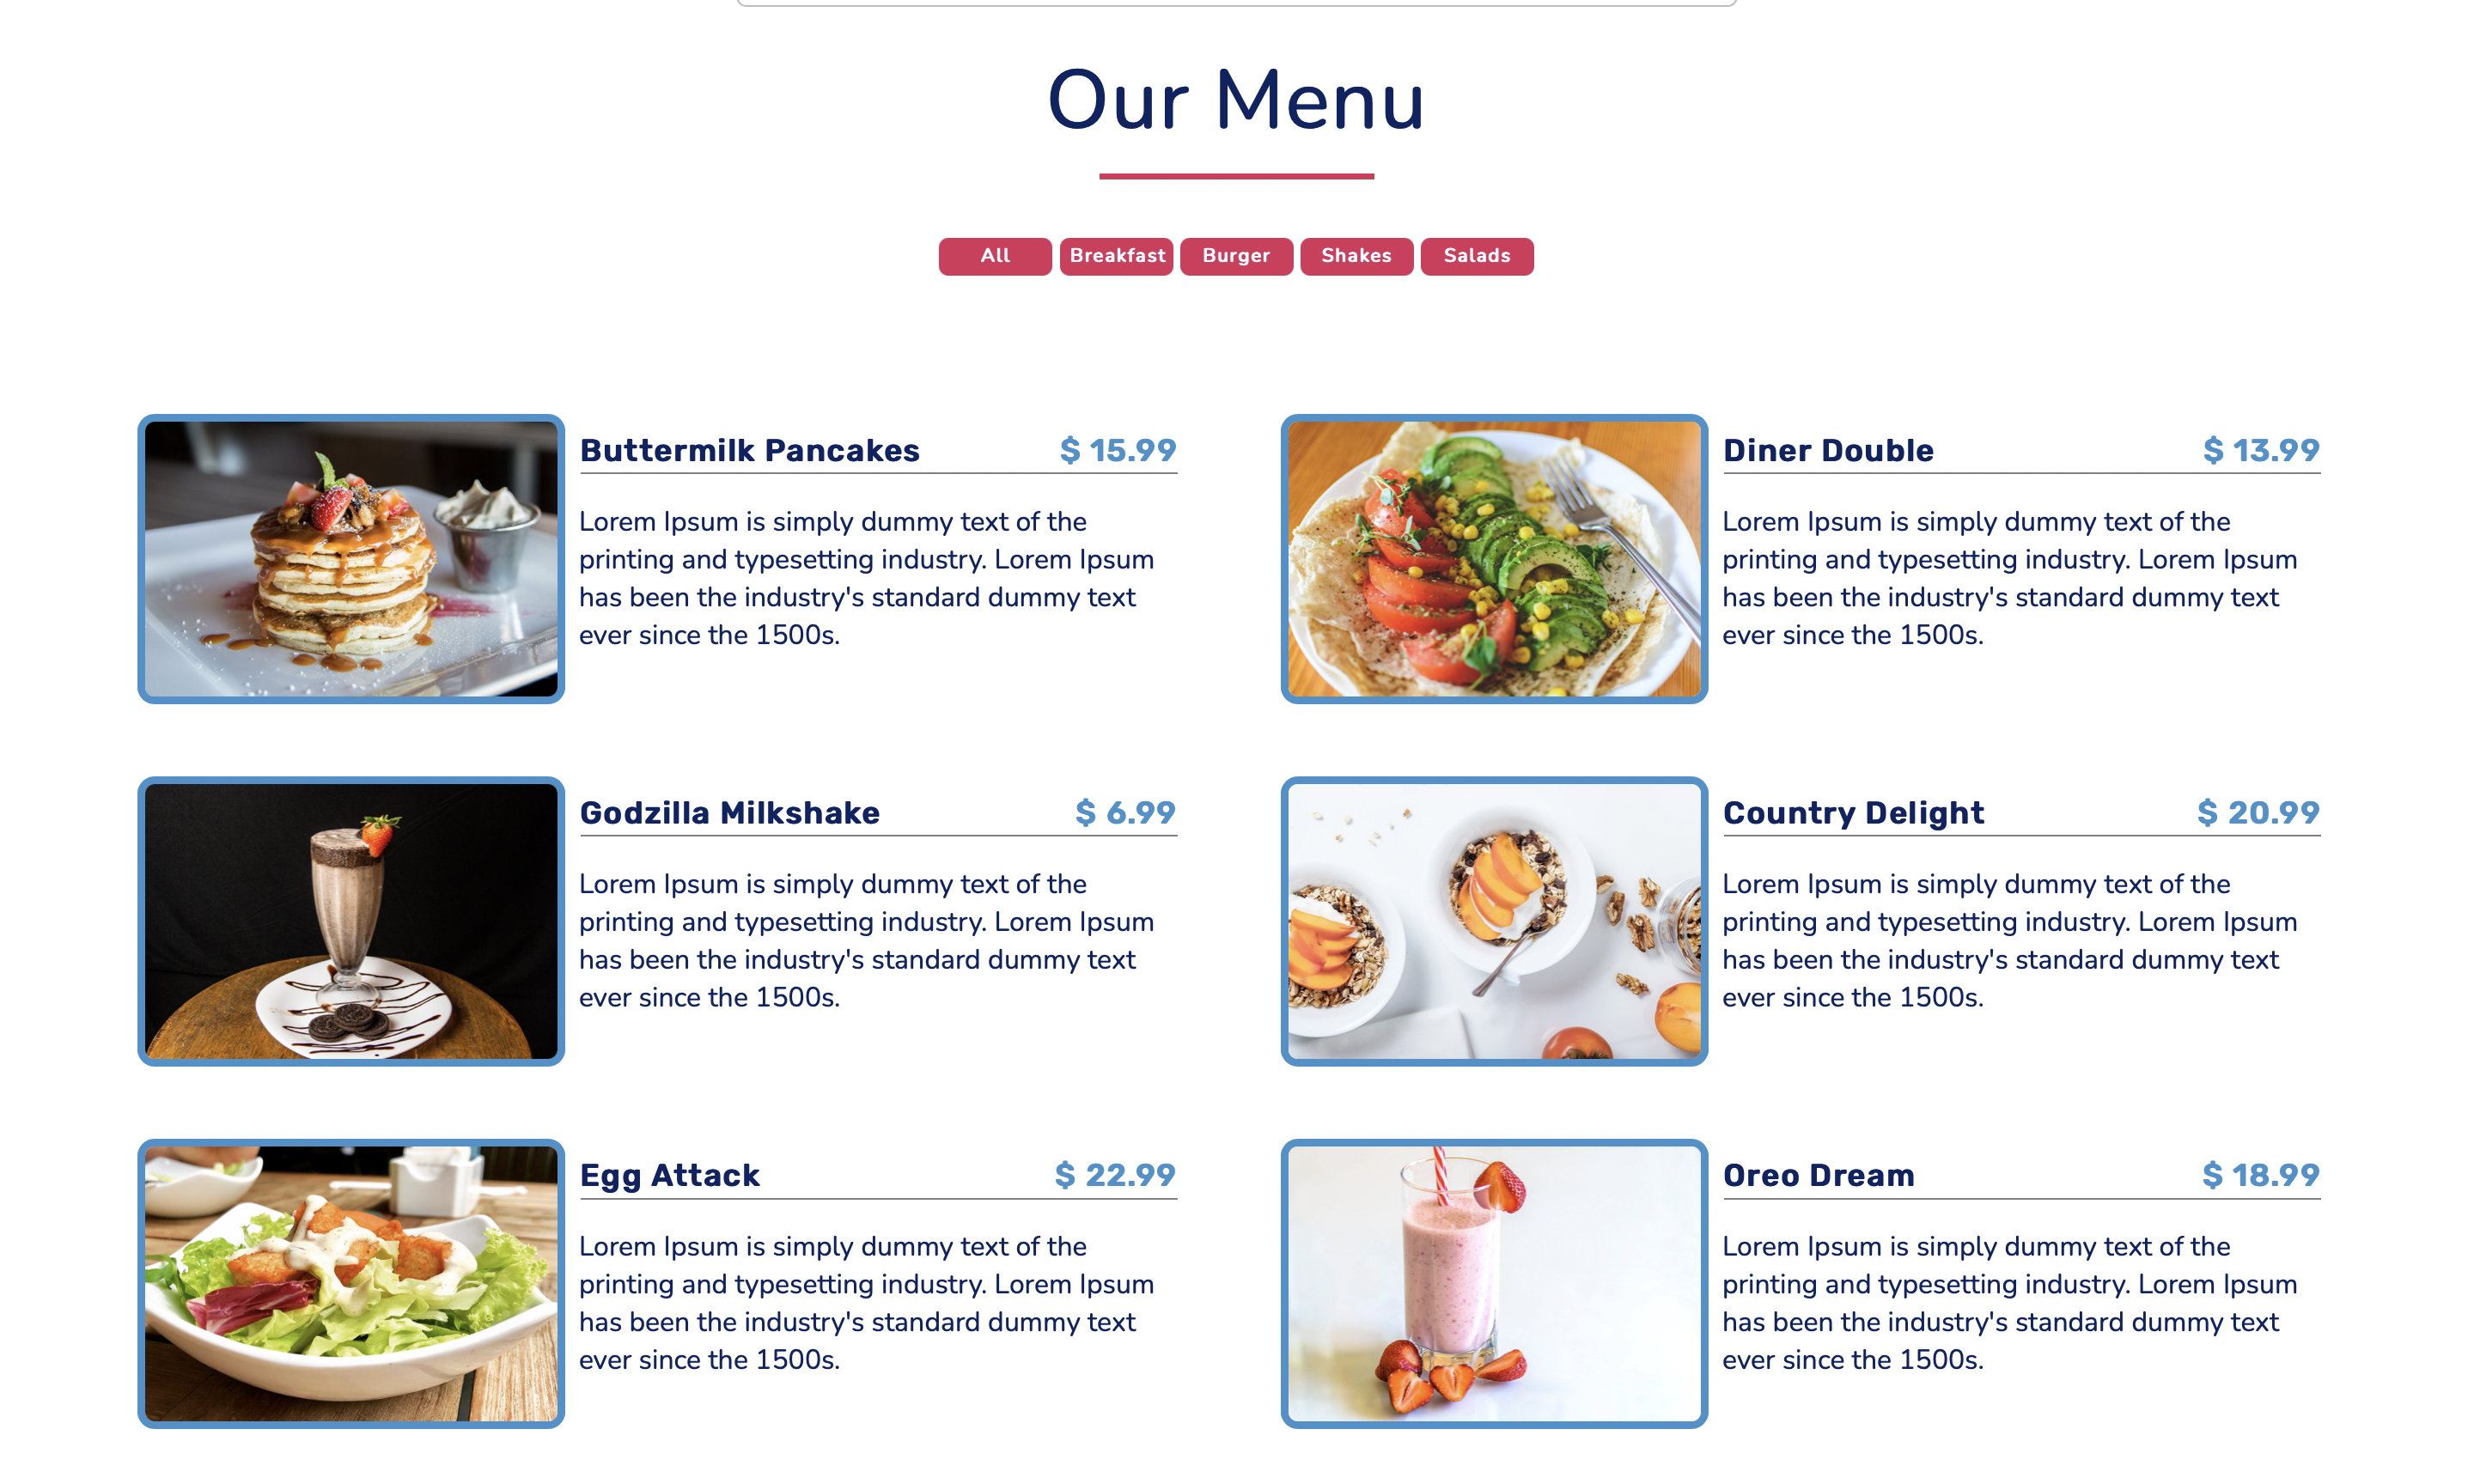 Our Menu
All
Breakfast
Burger
Shakes
Salads
Buttermilk Pancakes $ 15.99
Lorem Ipsum is simply dummy text of the
printing and typesetting industry. Lorem Ipsum
has been the industry's standard dummy text
ever since the 1500s.
Diner Double $ 13.99
Lorem Ipsum is simply dummy text of the
printing and typesetting industry. Lorem Ipsum
has been the industry's standard dummy text
ever since the 1500s.
Godzilla Milkshake $ 6.99
Lorem Ipsum is simply dummy text of the
printing and typesetting industry. Lorem Ipsum
has been the industry's standard dummy text
ever since the 1500s.
Country Delight $ 20.99
Lorem Ipsum is simply dummy text of the
printing and typesetting industry. Lorem Ipsum
has been the industry's standard dummy text
ever since the 1500s.
Egg Attack $ 22.99
Lorem Ipsum is simply dummy text of the
printing and typesetting industry. Lorem Ipsum
has been the industry's standard dummy text
ever since the 1500s.
Oreo Dream $ 18.99
Lorem Ipsum is simply dummy text of the
printing and typesetting industry. Lorem Ipsum
has been the industry's standard dummy text
ever since the 1500s.